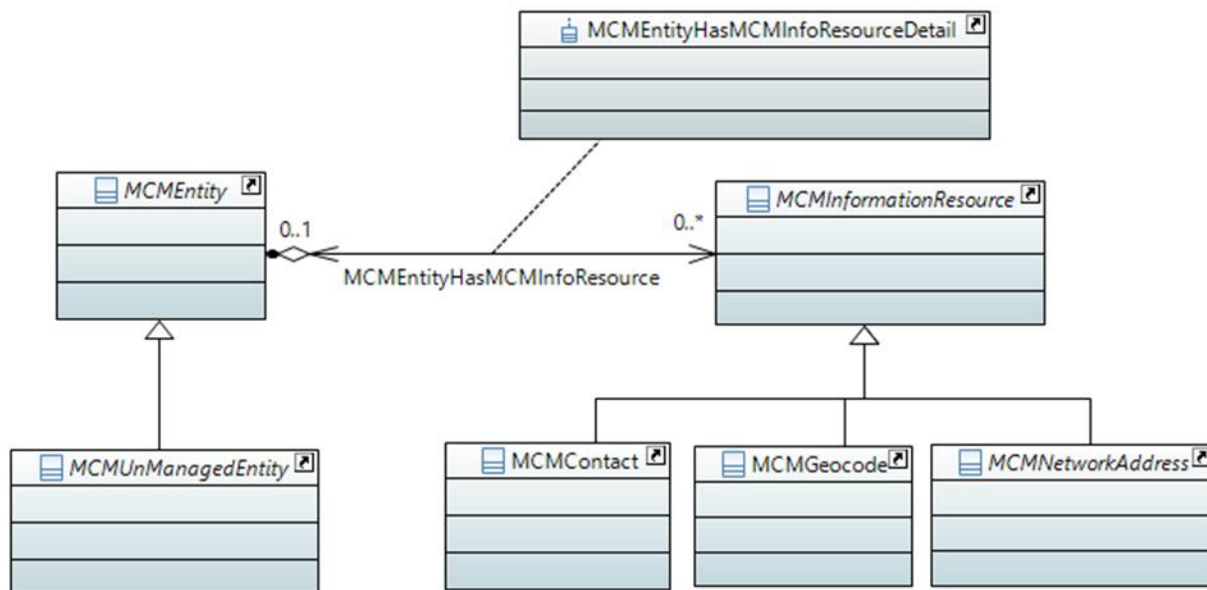 MCMEntityHasMCMInfoResourceDetail
MCMEntity
MCMInformationResource
0..1
0..*
MCMEntityHasMCMInfoResource
MCMUnManagedEntity
MCMContact
MCMGeocode
MCMNetworkAddress